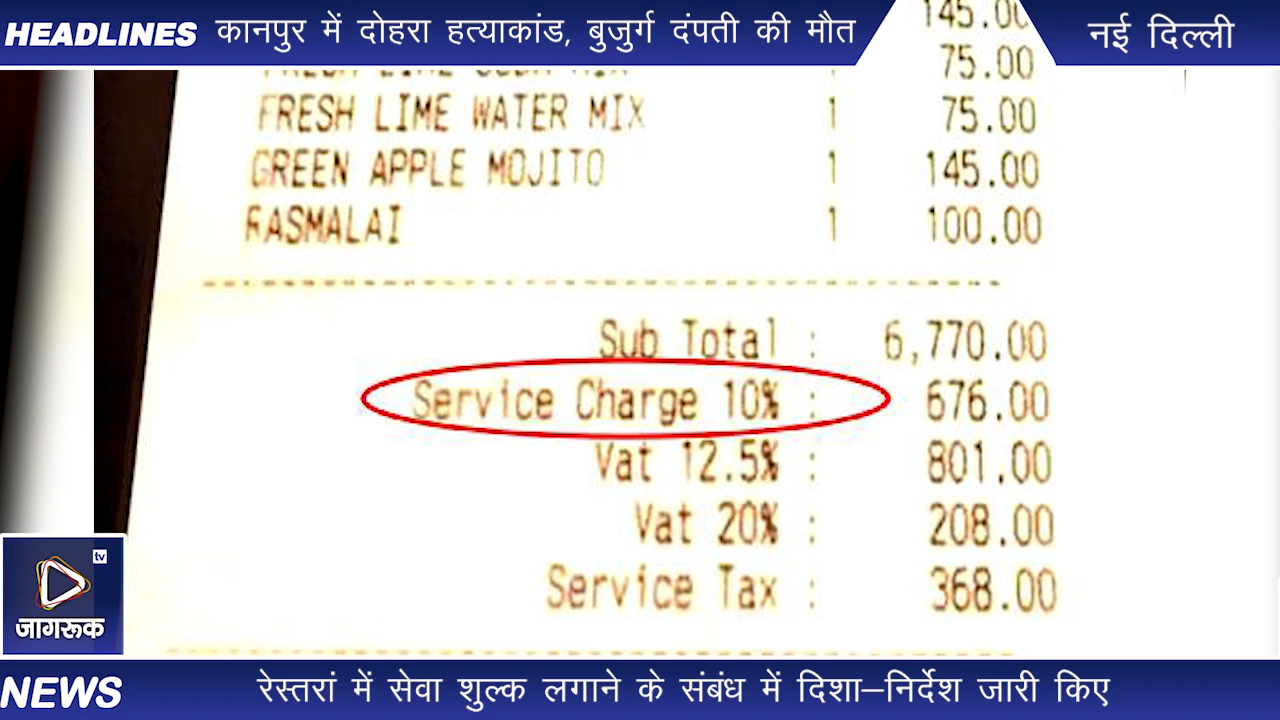 HEADLINES कानपुर में दोहरा हत्याकांड, बुजुर्ग दंपती की मौत
नई दिल्ली
145.00
75.00
FRESH LIME WATER MIX 1 75.00
GREEN APPLE MOJITO 1 145.00
RASMALAI 1 100.00
Sub Total : 6,770.00
Service Charge 10% : 676.00
Vat 12.5% : 801.00
Vat 20% : 208.00
Service Tax : 368.00
tv
जागरूक
NEWS रेस्तरां में सेवा शुल्क लगाने के संबंध में दिशा–निर्देश जारी किए